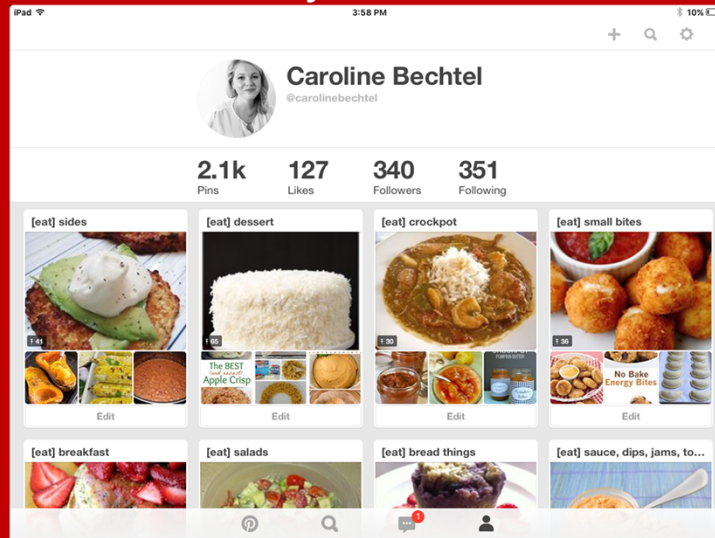 iPad
3:58 PM
10%
Caroline Bechtel
@carolinebechtel
2.1k 127 340 351
Pins Likes Followers Following
[eat] sides [eat] dessert [eat] crockpot [eat] small bites
41 65 30 36
The BEST
Apple Crisp
PUMPKIN BUTTER
No Bake
Energy Bites
Edit Edit Edit Edit
[eat] breakfast [eat] salads [eat] bread things [eat] sauce, dips, jams, to...
1